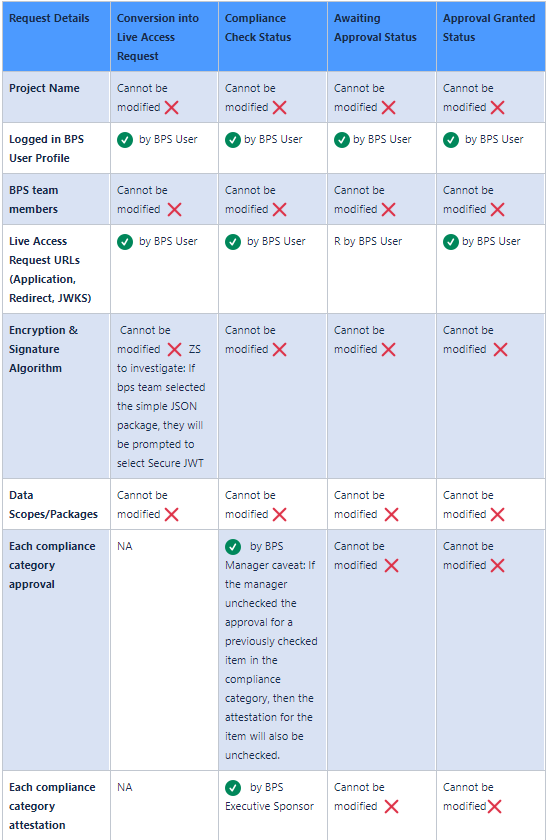 Request Details
Conversion into
Live Access
Request
Compliance
Check Status
Awaiting
Approval Status
Approval Granted
Status
Project Name
Cannot be
modified ❌
Cannot be
modified ❌
Cannot be
modified ❌
Cannot be
modified ❌
Logged in BPS
User Profile
✅ by BPS User
✅ by BPS User
✅ by BPS User
✅ by BPS User
BPS team
members
Cannot be
modified ❌
Cannot be
modified ❌
Cannot be
modified ❌
Cannot be
modified ❌
Live Access
Request URLs
(Application,
Redirect, JWKS)
✅ by BPS User
✅ by BPS User
R by BPS User
✅ by BPS User
Encryption &
Signature
Algorithm
Cannot be
modified ❌ ZS
to investigate: If
bps team selected
the simple JSON
package, they will
be prompted to
select Secure JWT
Cannot be
modified ❌
Cannot be
modified ❌
Cannot be
modified ❌
Data
Scopes/Packages
Cannot be
modified ❌
Cannot be
modified ❌
Cannot be
modified ❌
Cannot be
modified ❌
Each compliance
category
approval
NA
✅ by BPS
Manager caveat: If
the manager
unchecked the
approval for a
previously checked
item in the
compliance
category, then the
attestation for the
item will also be
unchecked.
Cannot be
modified ❌
Cannot be
modified ❌
Each compliance
category
attestation
NA
✅ by BPS
Executive Sponsor
Cannot be
modified ❌
Cannot be
modified❌